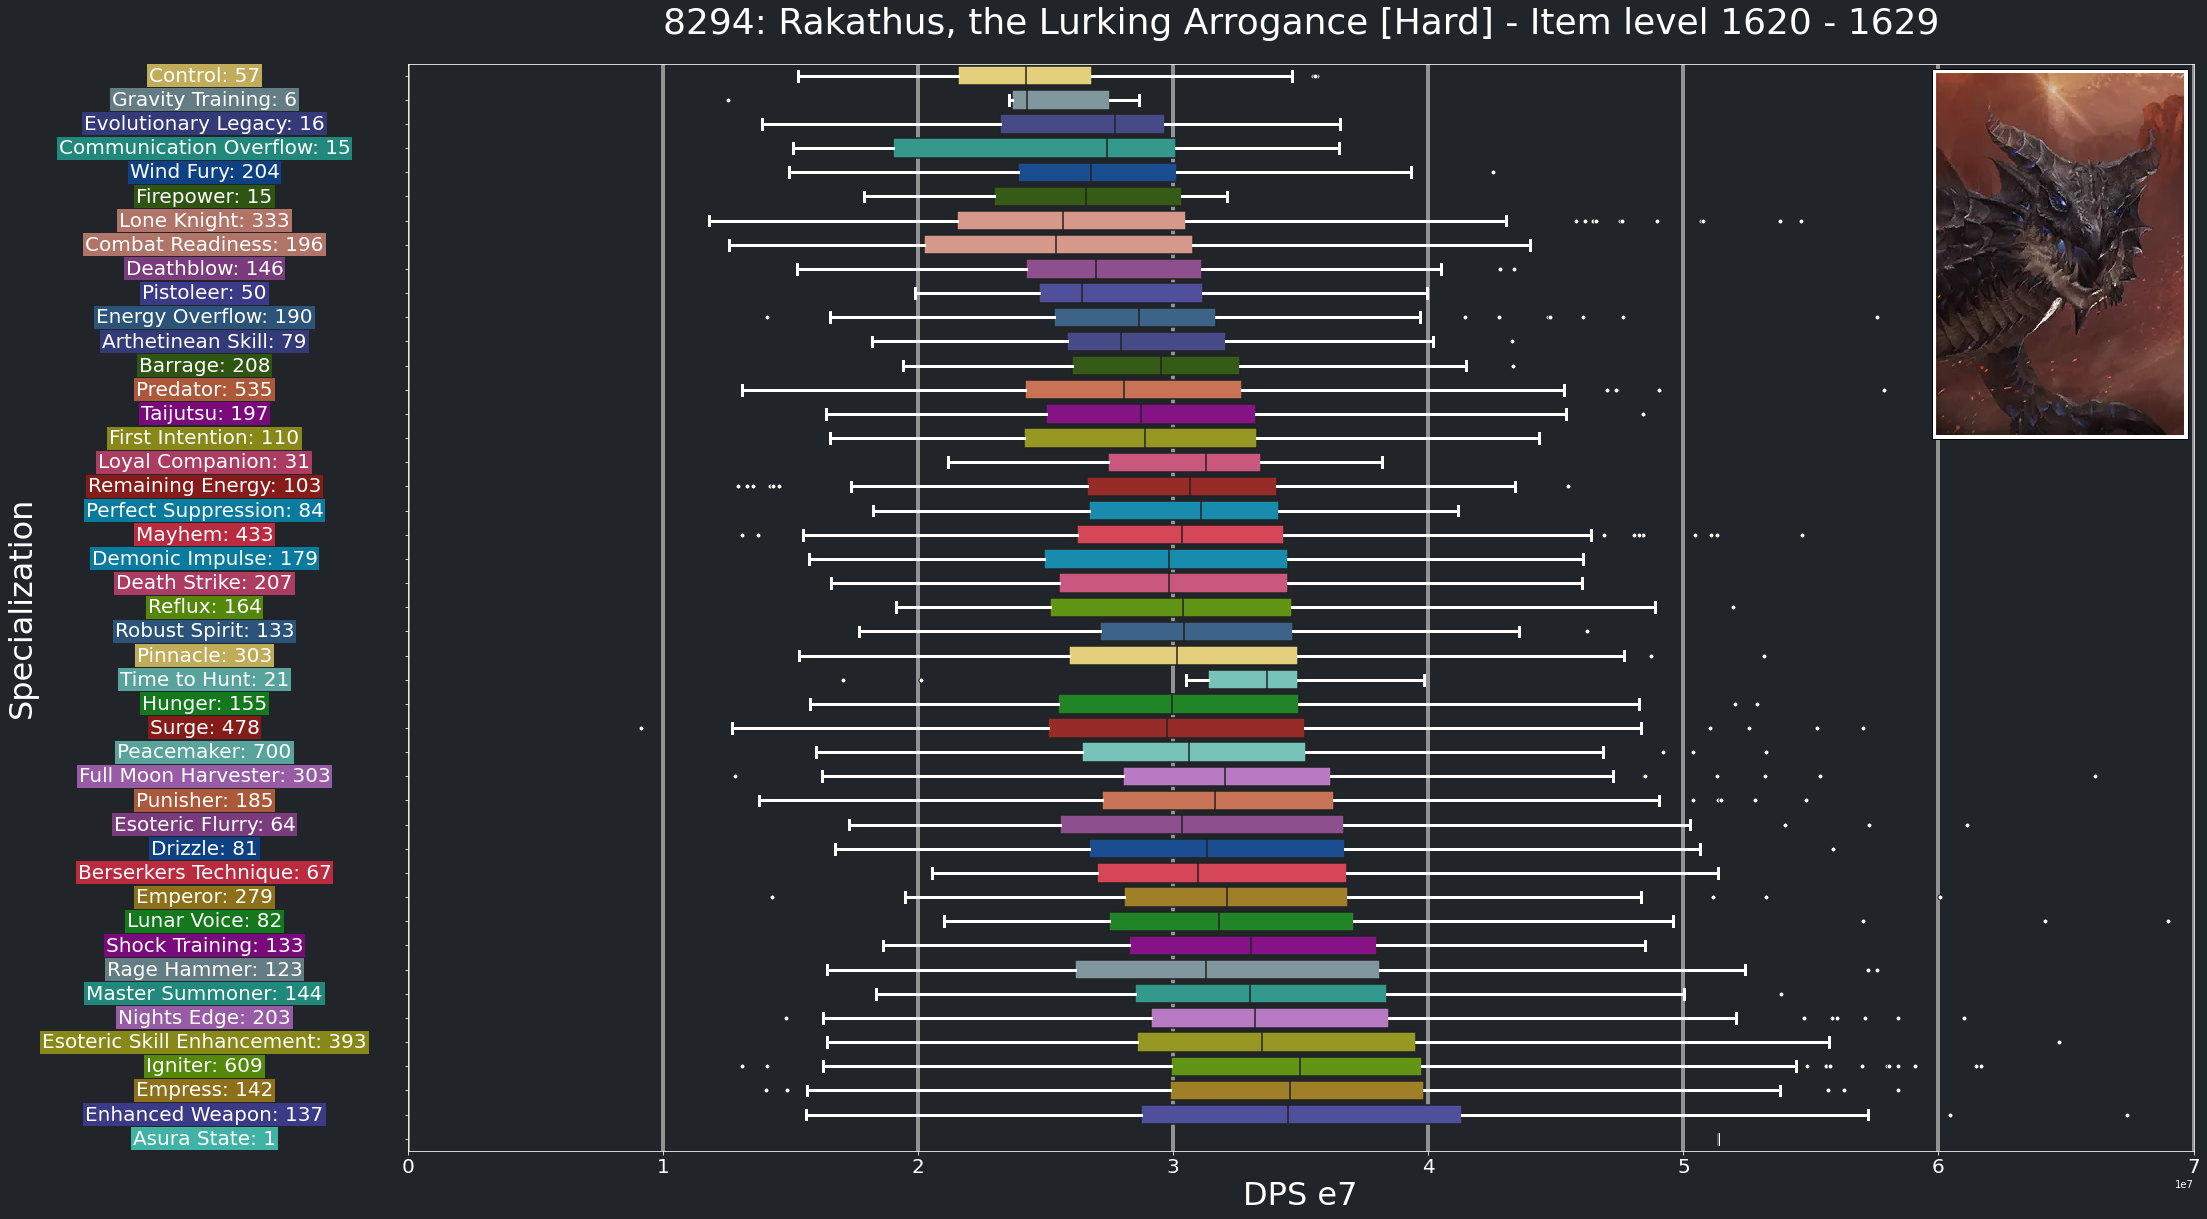 8294: Rakathus, the Lurking Arrogance [Hard] - Item level 1620 - 1629
Specialization
Control: 57
Gravity Training: 6
Evolutionary Legacy: 16
Communication Overflow: 15
Wind Fury: 204
Firepower: 15
Lone Knight: 333
Combat Readiness: 196
Deathblow: 146
Pistoleer: 50
Energy Overflow: 190
Arthetinean Skill: 79
Barrage: 208
Predator: 535
Taijutsu: 197
First Intention: 110
Loyal Companion: 31
Remaining Energy: 103
Perfect Suppression: 84
Mayhem: 433
Demonic Impulse: 179
Death Strike: 207
Reflux: 164
Robust Spirit: 133
Pinnacle: 303
Time to Hunt: 21
Hunger: 155
Surge: 478
Peacemaker: 700
Full Moon Harvester: 303
Punisher: 185
Esoteric Flurry: 64
Drizzle: 81
Berserkers Technique: 67
Emperor: 279
Lunar Voice: 82
Shock Training: 133
Rage Hammer: 123
Master Summoner: 144
Nights Edge: 203
Esoteric Skill Enhancement: 393
Igniter: 609
Empress: 142
Enhanced Weapon: 137
Asura State: 1
0 1 2 3 4 5 6 7
DPS e7
1e7